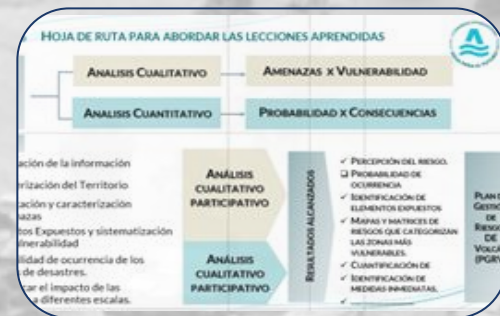 HOJA DE RUTA PARA ABORDAR LAS LECCIONES APRENDIDAS
ANALISIS CUALITATIVO
AMENAZAS X VULNERABILIDAD
ANALISIS CUANTITATIVO
PROBABILIDAD X CONSECUENCIAS
ación de la información
rización del Territorio
ación y caracterización
azas
tos Expuestos y sistematización
lnerabilidad
ilidad de ocurrencia de los
s de desastres.
car el impacto de las
a diferentes escalas.
ANÁLISIS
CUALITATIVO
PARTICIPATIVO
ANÁLISIS
CUALITATIVO
PARTICIPATIVO
RESULTADOS ALCANZADOS
✓ PERCEPCIÓN DEL RIESGO.
❑ PROBABILIDAD DE
OCURRENCIA
✓ IDENTIFICACIÓN DE
ELEMENTOS EXPUESTOS
✓ MAPAS Y MATRICES DE
RIESGOS QUE CATEGORIZAN
LAS ZONAS MÁS
VULNERABLES.
✓ CUANTIFICACIÓN DE
✓ IDENTIFICACIÓN DE
MEDIDAS INMEDIATAS.
✓
PLAN D
GESTIÓ
DE
RIESGO
DE
VOLCÁ
(PGRV